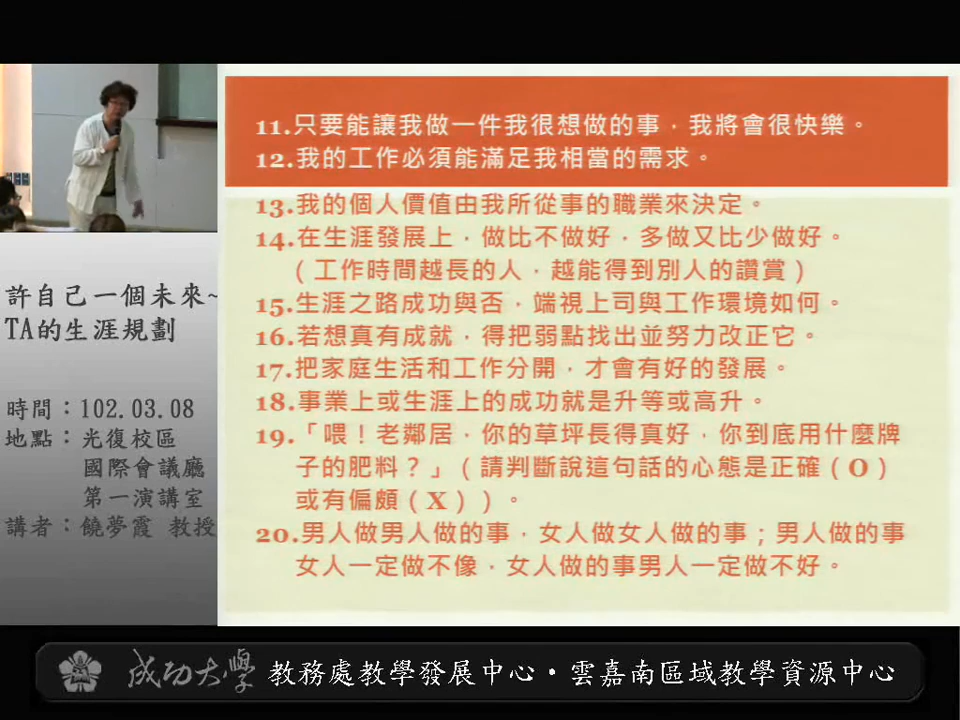 11.只要能讓我做一件我很想做的事，我將會很快樂。
12.我的工作必須能滿足我相當的需求。
13.我的個人價值由我所從事的職業來決定。
14.在生涯發展上，做比不做好，多做又比少做好。
（工作時間越長的人，越能得到別人的讚賞）
15.生涯之路成功與否，端視上司與工作環境如何。
16.若想真有成就，得把弱點找出並努力改正它。
17.把家庭生活和工作分開，才會有好的發展。
18.事業上或生涯上的成功就是升等或高升。
19.「喂！老鄰居，你的草坪長得真好，你到底用什麼牌
子的肥料？」（請判斷說這句話的心態是正確（O）
或有偏頗（X））。
20.男人做男人做的事，女人做女人做的事；男人做的事
女人一定做不像，女人做的事男人一定做不好。
許自己一個未來~
TA的生涯規劃
時間：102.03.08
地點：光復校區
國際會議廳
第一演講室
講者：饒夢霞 教授
成功大學 教務處教學發展中心・雲嘉南區域教學資源中心